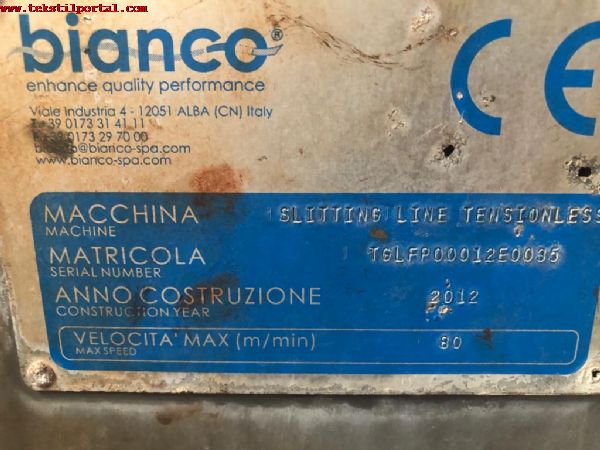 www.tekstilportal.com
bianco®
enhance quality performance
Viale Industria 4 - 12051 ALBA (CN) Italy
T.+39 0173 31 41 11
0173 29 70 00
@bianco-spa.com
www.bianco-spa.com
CE
MACCHINA SLITTING LINE TENSIONLESS
MACHINE
MATRICOLA TGLFP00012E0035
SERIAL NUMBER
ANNO COSTRUZIONE 2012
CONSTRUCTION YEAR
VELOCITA' MAX (m/min) 80
MAX SPEED